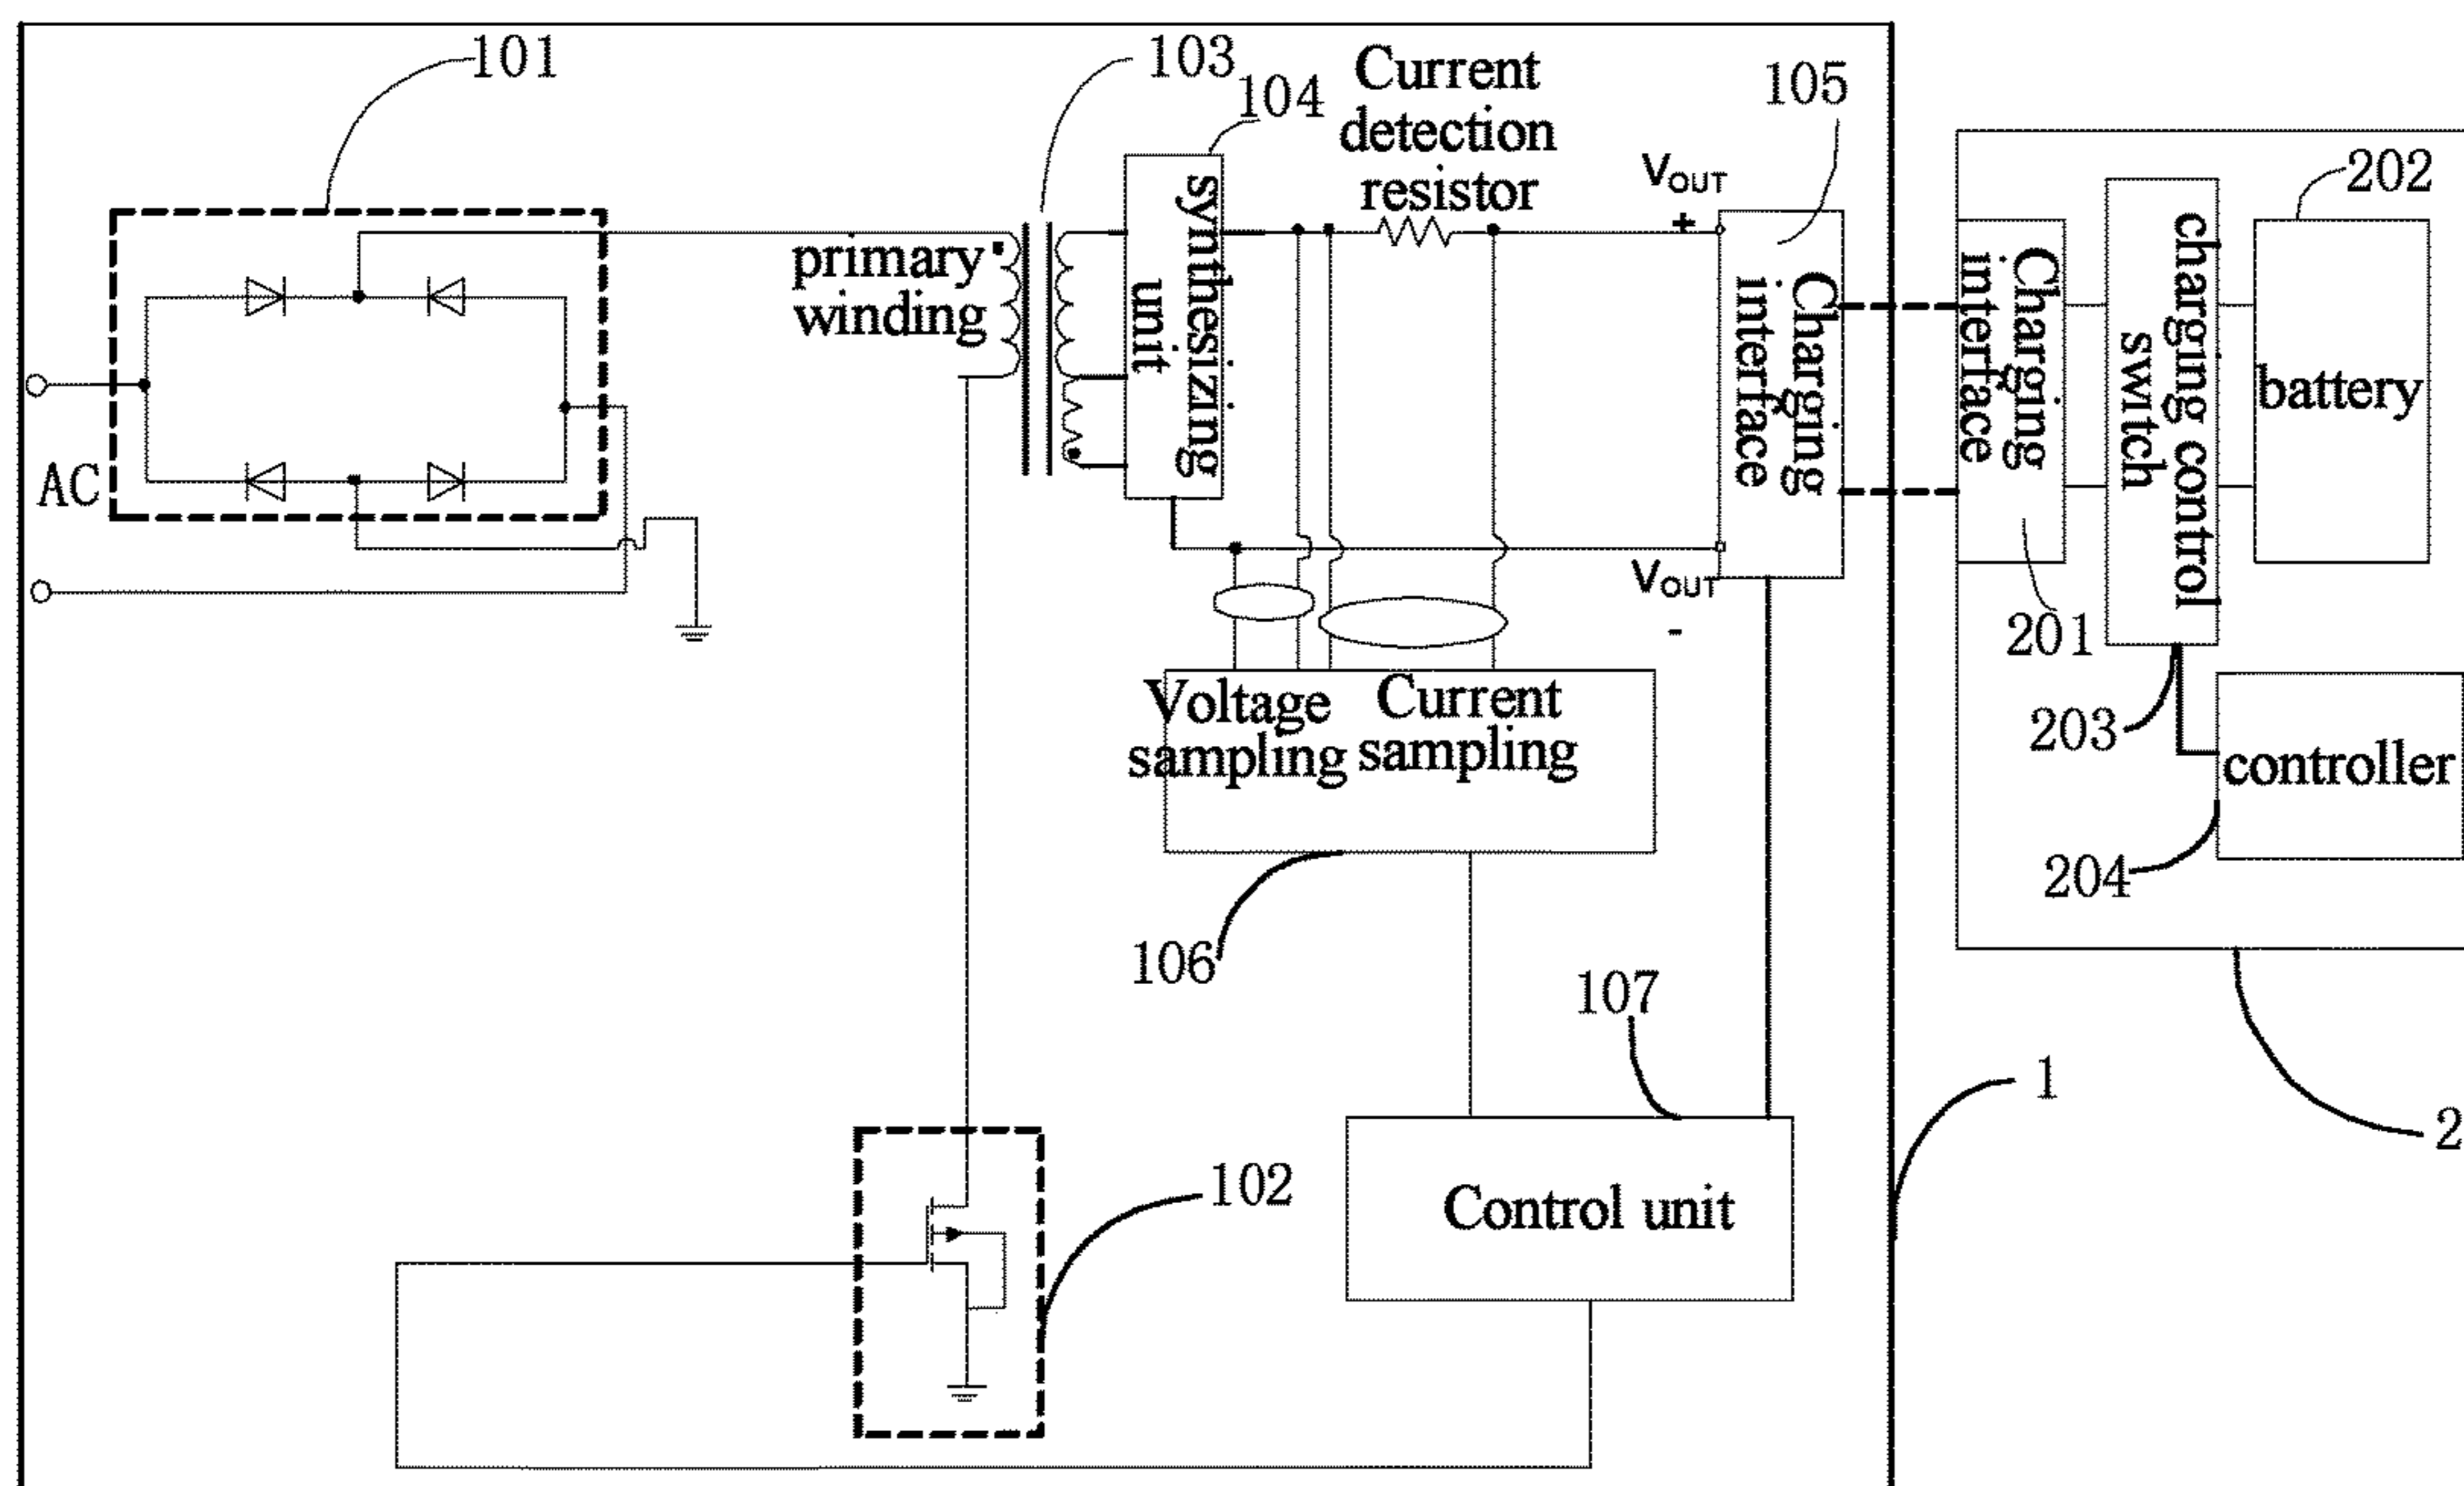 101
103
104
Current
detection
resistor
105
VOUT
+
202
primary
winding
synthesizing
unit
Charging
interface
Charging
interface
charging control
switch
battery
AC
VOUT
-
201
Voltage
sampling
Current
sampling
203
controller
204
106
107
1
2
102
Control unit